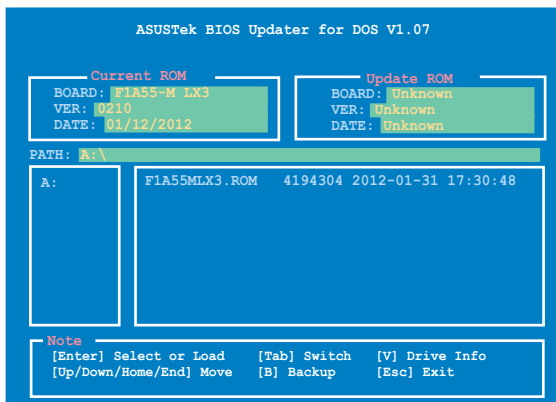 ASUSTek BIOS Updater for DOS V1.07
Current ROM
BOARD: F1A55-M LX3
VER: 0210
DATE: 01/12/2012
Update ROM
BOARD: Unknown
VER: Unknown
DATE: Unknown
PATH: A:\
A:
F1A55MLX3.ROM 4194304 2012-01-31 17:30:48
Note
[Enter] Select or Load [Tab] Switch [V] Drive Info
[Up/Down/Home/End] Move [B] Backup [Esc] Exit